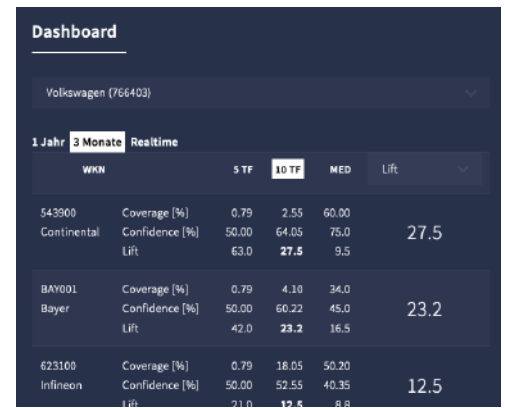 Dashboard
Volkswagen (766403)
1 Jahr 3 Monate Realtime
WKN 5 TF 10 TF MED Lift
543900 Coverage [%] 0.79 2.55 60.00
Continental Confidence [%] 50.00 64.05 75.0 27.5
Lift 63.0 27.5 9.5
BAY001 Coverage [%] 0.79 4.10 34.0
Bayer Confidence [%] 50.00 60.22 45.0 23.2
Lift 42.0 23.2 16.5
623100 Coverage [%] 0.79 18.05 50.20
Infineon Confidence [%] 50.00 52.55 40.35 12.5
Lift 21.0 12.5 8.8